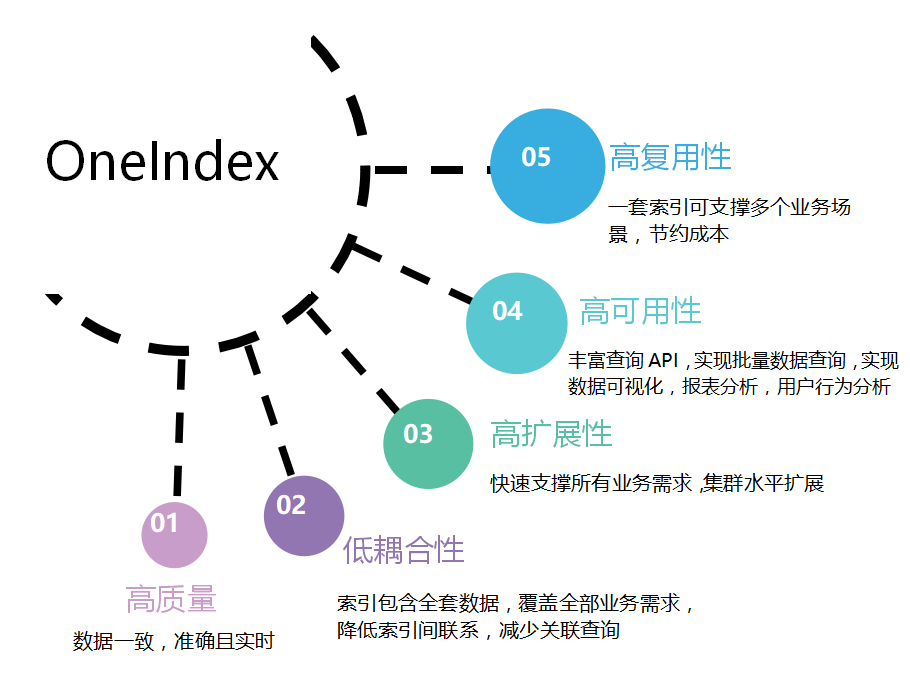 OneIndex
05
高复用性
一套索引可支撑多个业务场
景，节约成本
04
高可用性
丰富查询 API ,实现批量数据查询 ,实现
数据可视化，报表分析，用户行为分析
03
高扩展性
快速支撑所有业务需求 ,集群水平扩展
02
低耦合性
索引包含全套数据，覆盖全部业务需求，
降低索引间联系，减少关联查询
01
高质量
数据一致，准确且实时